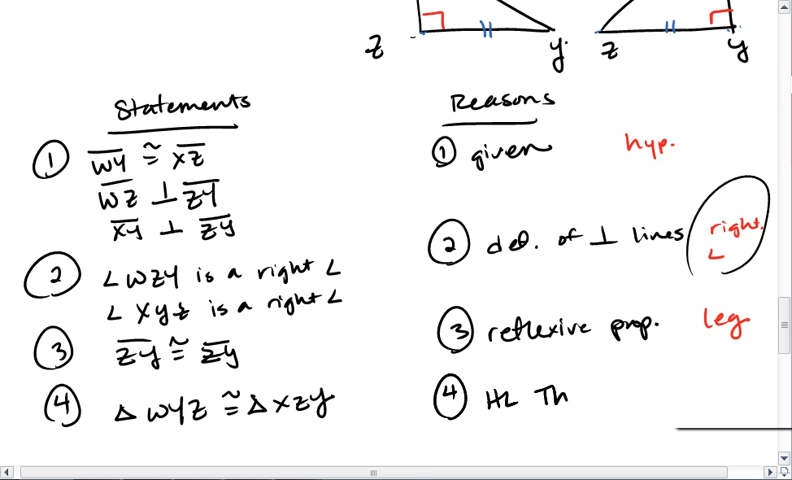 Z Y Z Y
Statements Reasons
① WY ≅ XZ ① given hyp.
WZ ⊥ ZY
XY ⊥ ZY
② ∠WZY is a right ∠ ② def. of ⊥ lines right.
∠XYZ is a right ∠ ∠
③ ZY ≅ ZY ③ reflexive prop. leg
④ △WYZ ≅ △XZY ④ HL Th